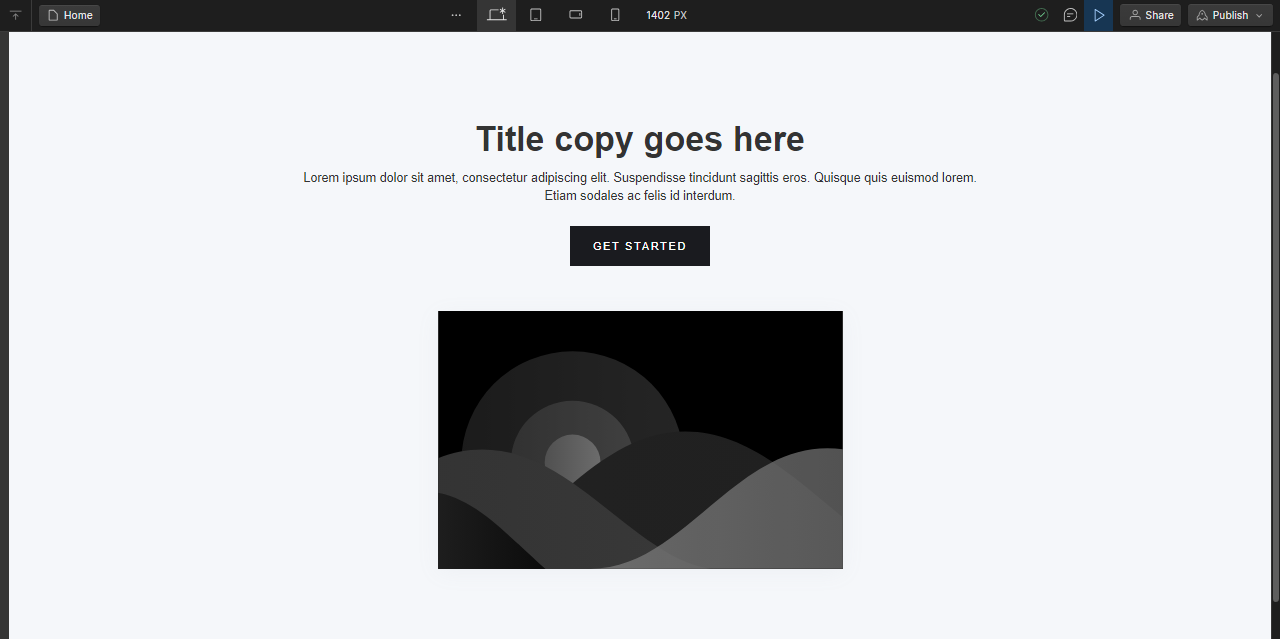 Home
...
1402 PX
Share
Publish
Title copy goes here
Lorem ipsum dolor sit amet, consectetur adipiscing elit. Suspendisse tincidunt sagittis eros. Quisque quis euismod lorem.
Etiam sodales ac felis id interdum.
GET STARTED